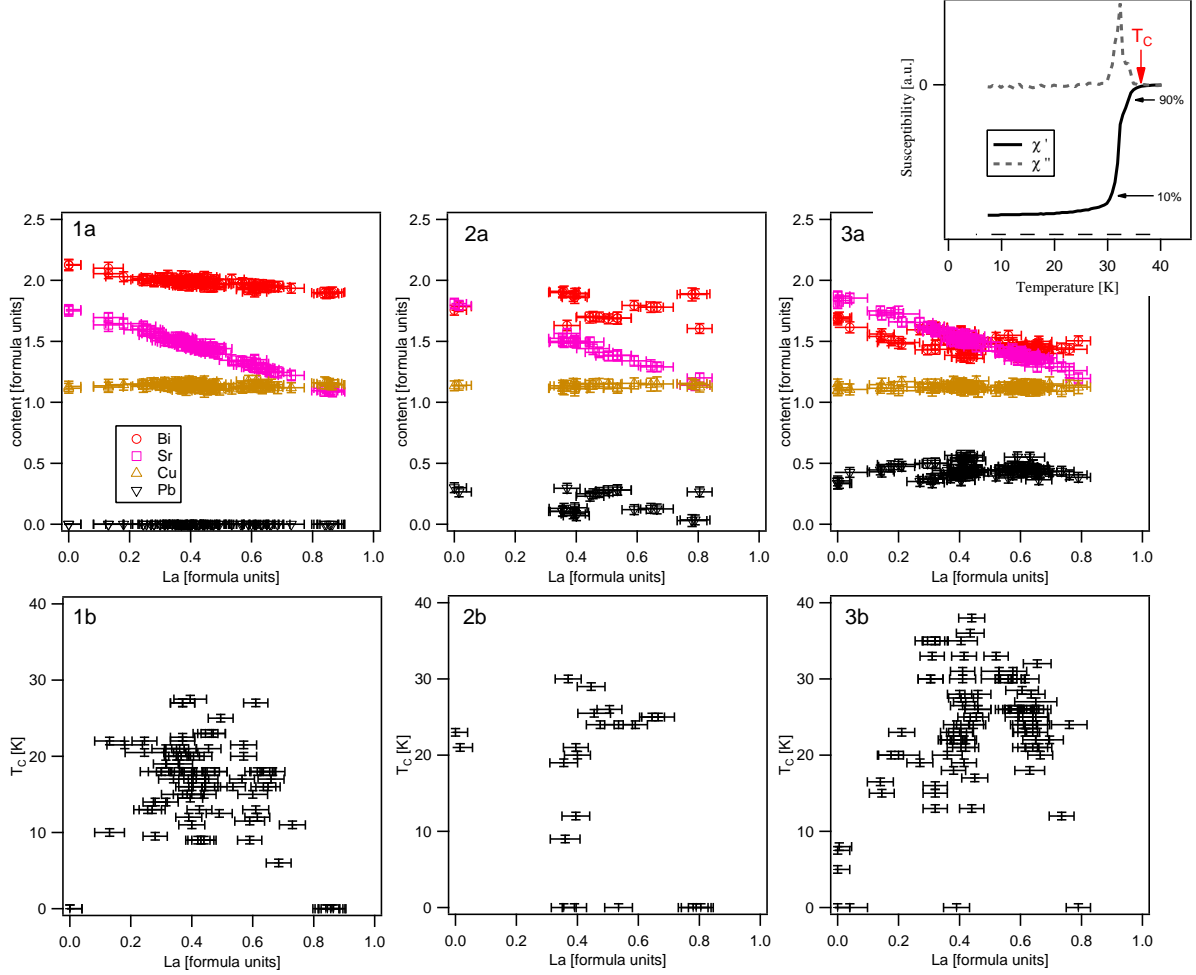 T_C
Susceptibility [a.u.]
0
90%
χ '
χ ''
10%
0 10 20 30 40
Temperature [K]
1a
2.5
2.0
1.5
1.0
0.5
0.0
content [formula units]
Bi
Sr
Cu
Pb
0.0 0.2 0.4 0.6 0.8 1.0
La [formula units]
2a
2.5
2.0
1.5
1.0
0.5
0.0
content [formula units]
0.0 0.2 0.4 0.6 0.8 1.0
La [formula units]
3a
2.5
2.0
1.5
1.0
0.5
0.0
content [formula units]
0.0 0.2 0.4 0.6 0.8 1.0
La [formula units]
1b
40
30
20
10
0
T_C [K]
0.0 0.2 0.4 0.6 0.8 1.0
La [formula units]
2b
40
30
20
10
0
T_C [K]
0.0 0.2 0.4 0.6 0.8 1.0
La [formula units]
3b
40
30
20
10
0
T_C [K]
0.0 0.2 0.4 0.6 0.8 1.0
La [formula units]